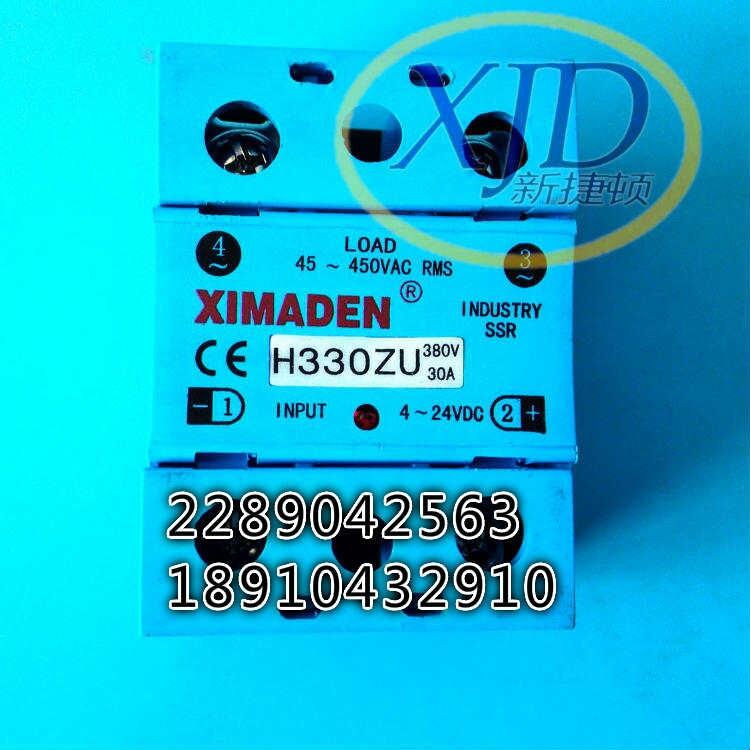 XJD
新捷顿
4 ~
LOAD
3 ~
45 ~ 450VAC RMS
XIMADEN ®
INDUSTRY
SSR
CE H330ZU 380V
30A
- 1 INPUT 4~24VDC 2 +
2289042563
18910432910